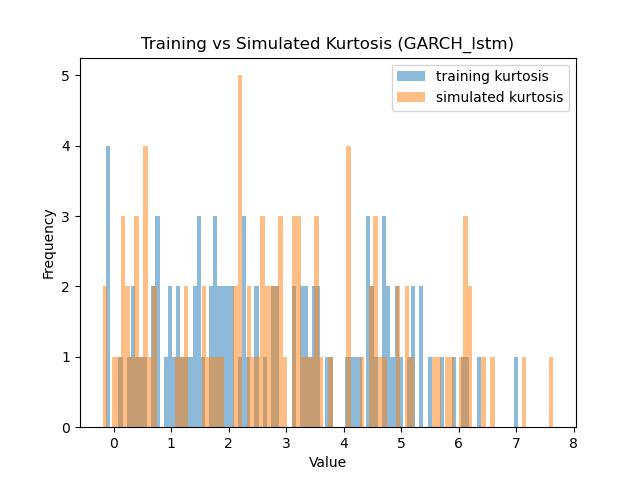 Training vs Simulated Kurtosis (GARCH_lstm)
training kurtosis
simulated kurtosis
Frequency
5
4
3
2
1
0
0 1 2 3 4 5 6 7 8
Value